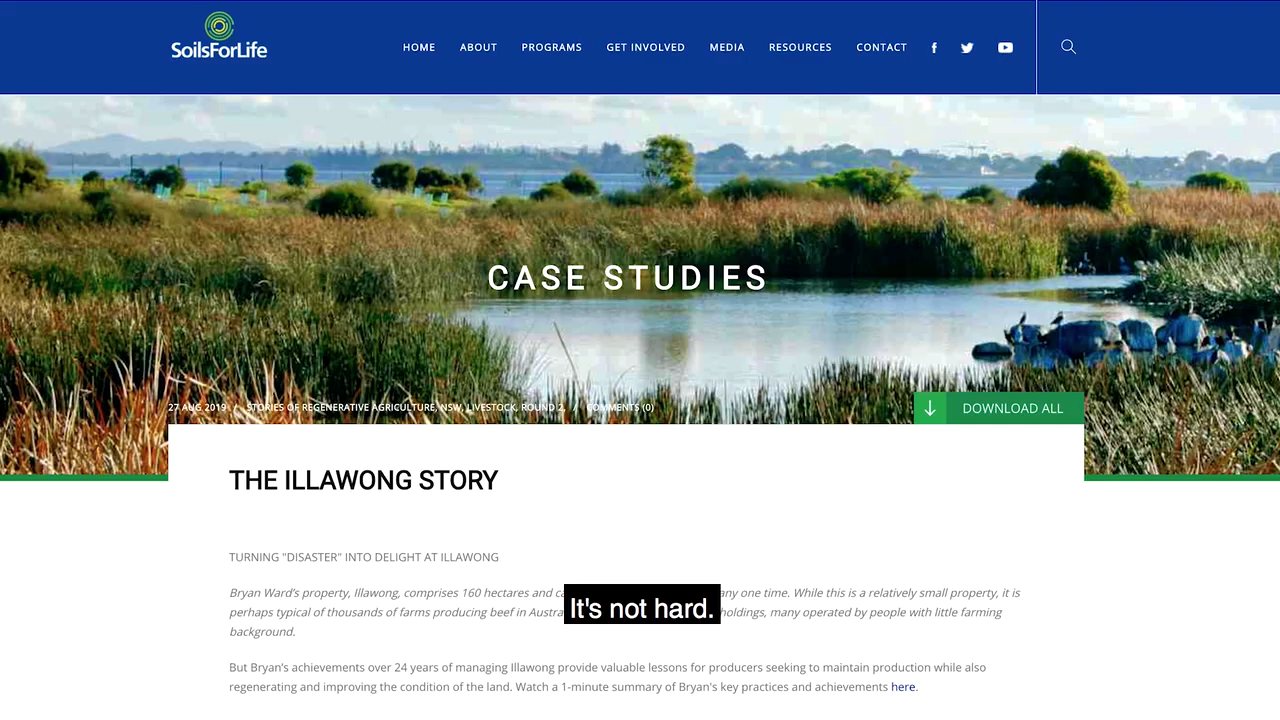 SoilsForLife
HOME ABOUT PROGRAMS GET INVOLVED MEDIA RESOURCES CONTACT
CASE STUDIES
27 AUG 2019 / STORIES OF REGENERATIVE AGRICULTURE, NSW, LIVESTOCK, ROUND 2, / COMMENTS (0)
DOWNLOAD ALL
THE ILLAWONG STORY
TURNING "DISASTER" INTO DELIGHT AT ILLAWONG
Bryan Ward's property, Illawong, comprises 160 hectares and any one time. While this is a relatively small property, it is
perhaps typical of thousands of farms producing beef in holdings, many operated by people with little farming
background.
It's not hard.
But Bryan's achievements over 24 years of managing Illawong provide valuable lessons for producers seeking to maintain production while also
regenerating and improving the condition of the land. Watch a 1-minute summary of Bryan's key practices and achievements here.